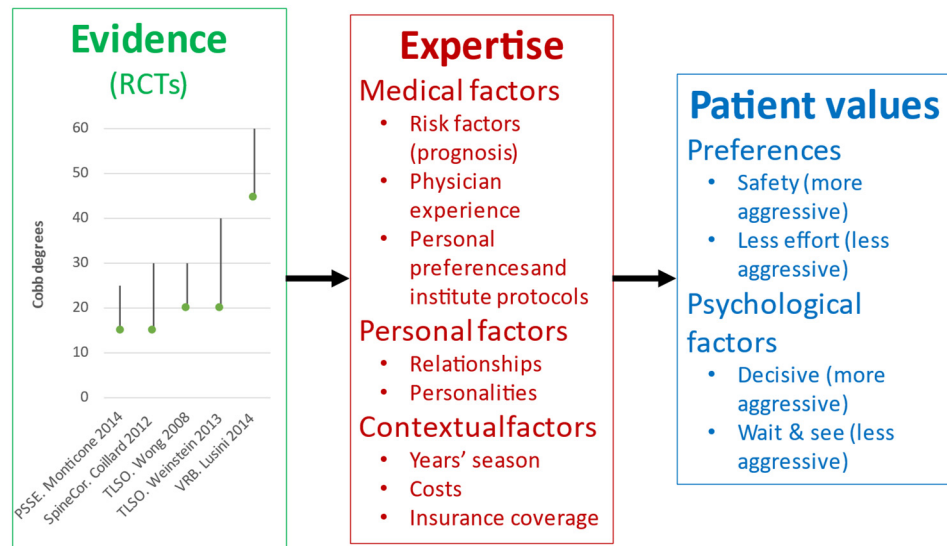 Evidence
(RCTs)
60
50
40
30
20
10
0
Cobb degrees
PSSE. Monticone 2014
SpineCor. Coillard 2012
TLSO. Wong 2008
TLSO. Weinstein 2013
VRB. Lusini 2014
Expertise
Medical factors
• Risk factors
(prognosis)
• Physician
experience
• Personal
preferencesand
institute protocols
Personal factors
• Relationships
• Personalities
Contextualfactors
• Years’ season
• Costs
• Insurance coverage
Patient values
Preferences
• Safety (more
aggressive)
• Less effort (less
aggressive)
Psychological
factors
• Decisive (more
aggressive)
• Wait & see (less
aggressive)